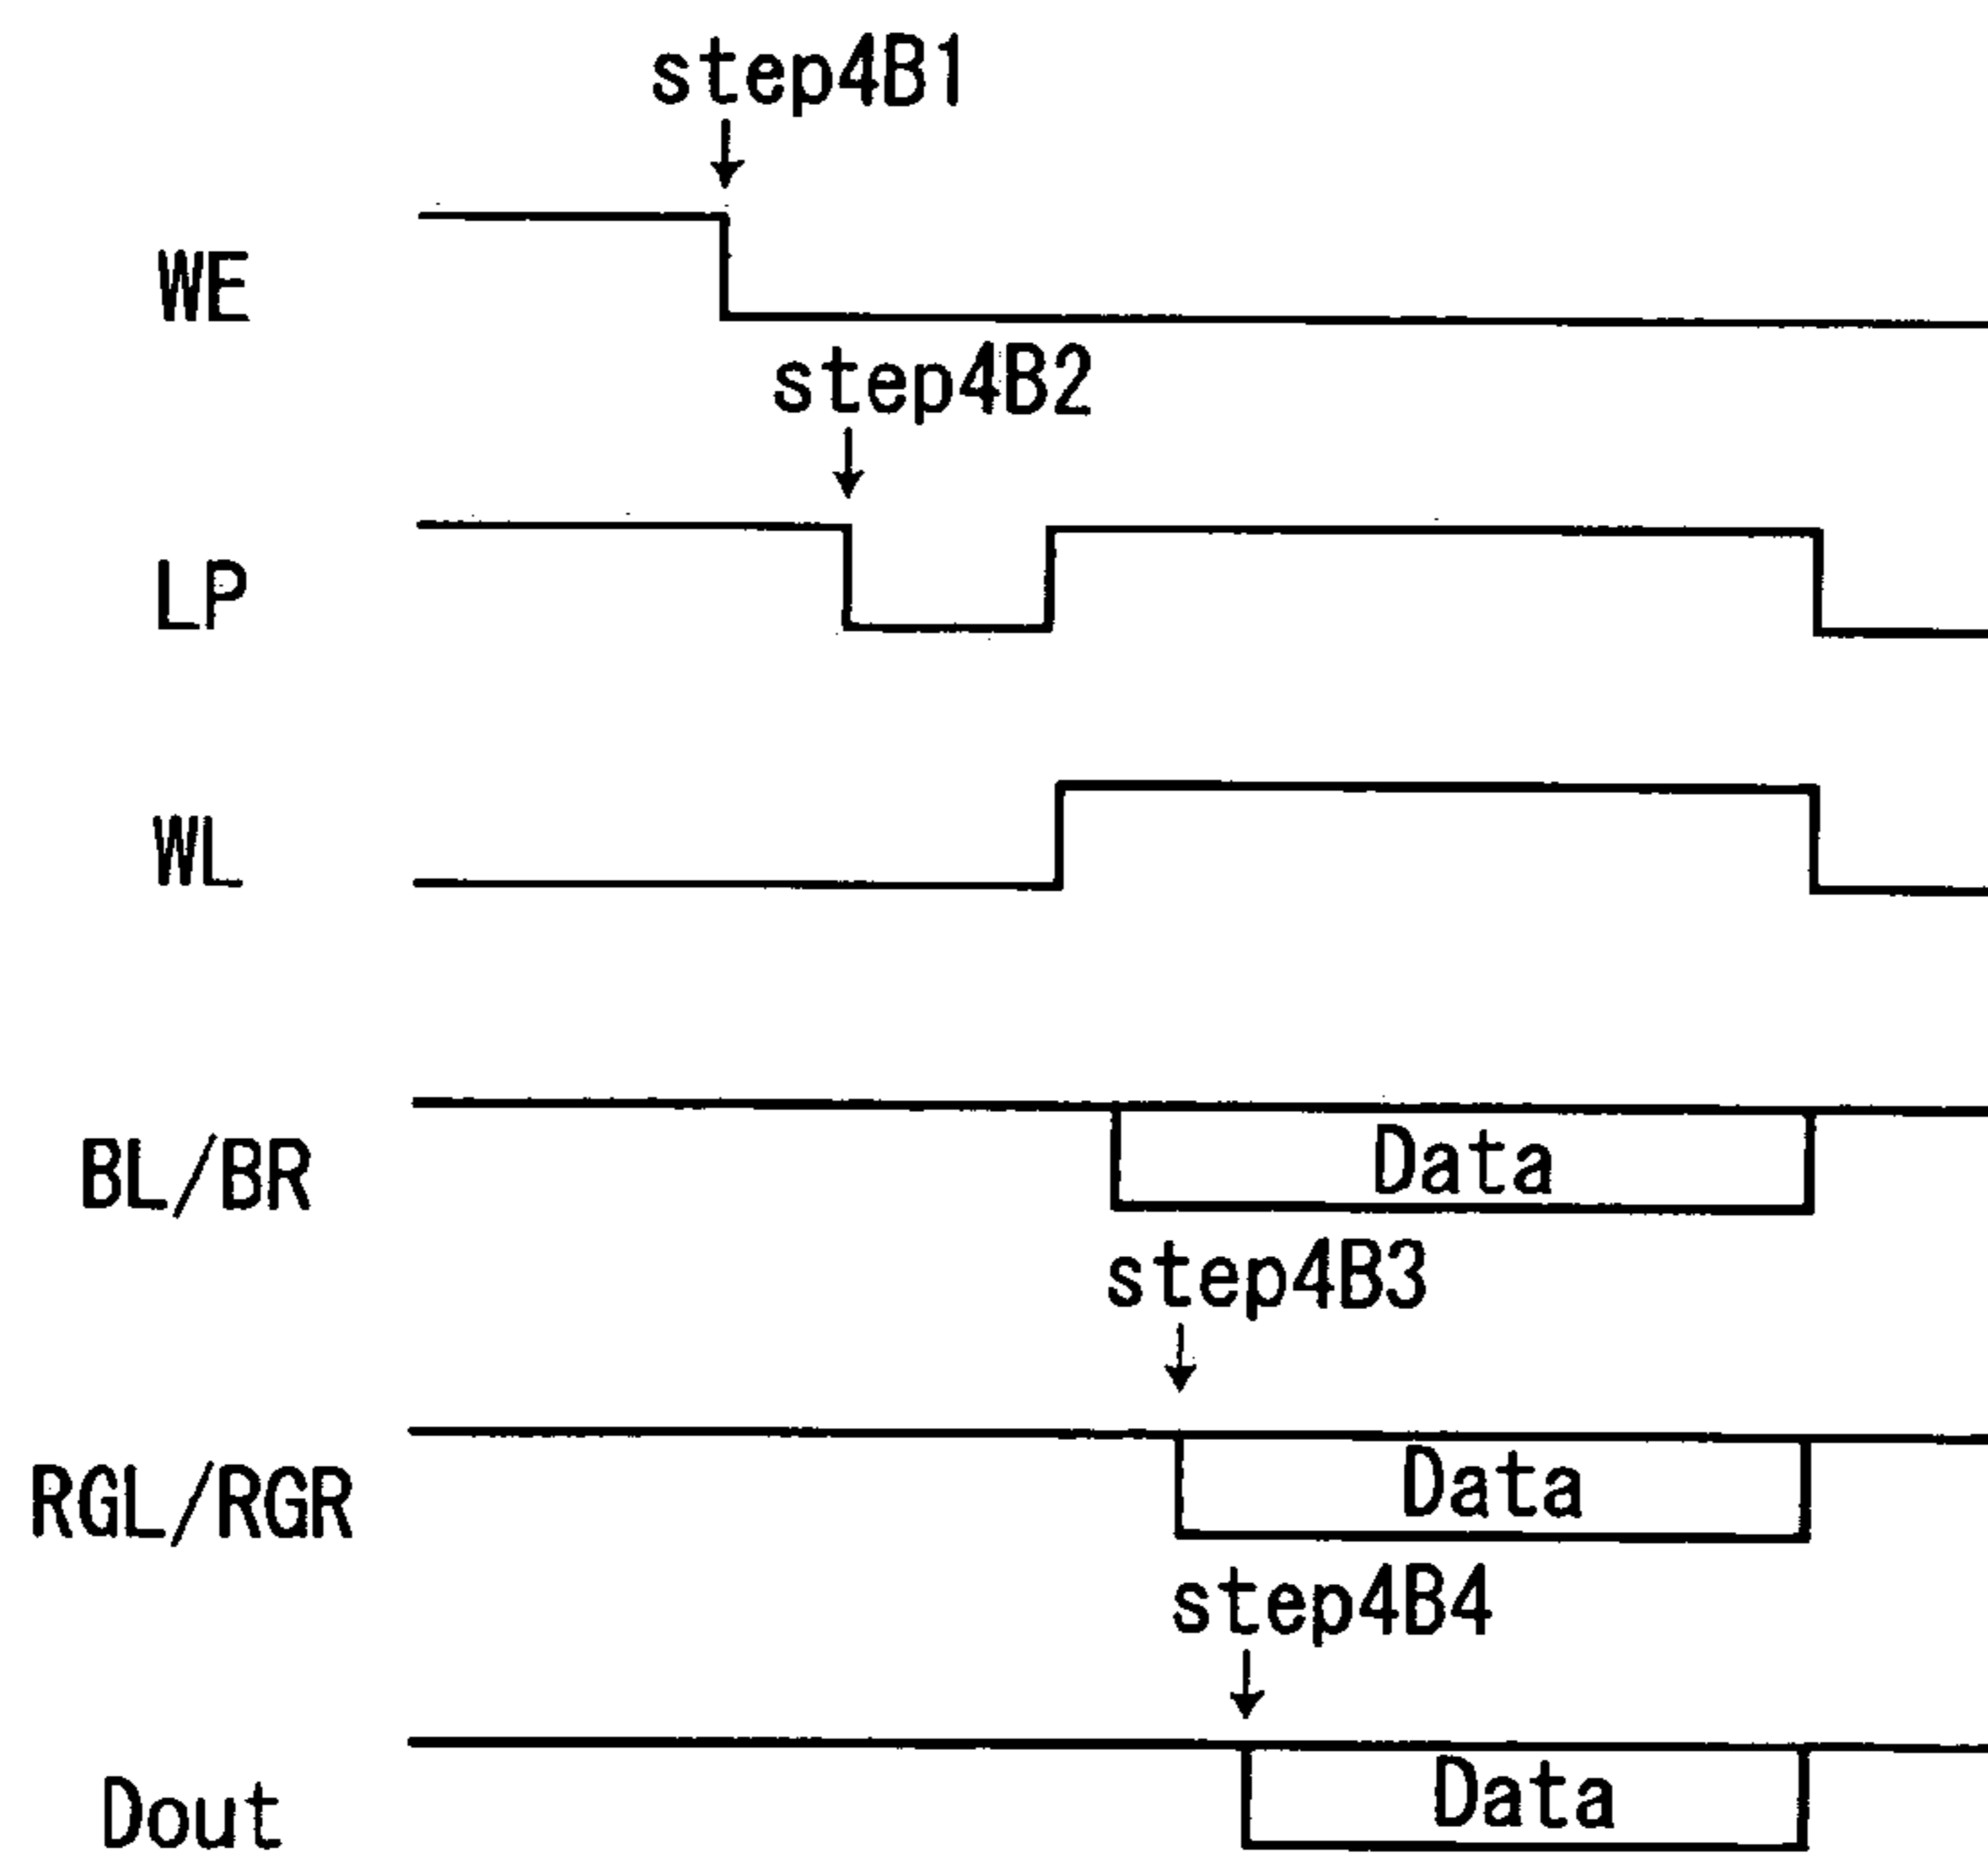 step4B1
WE
step4B2
LP
WL
BL/BR
Data
step4B3
RGL/RGR
Data
step4B4
Dout
Data